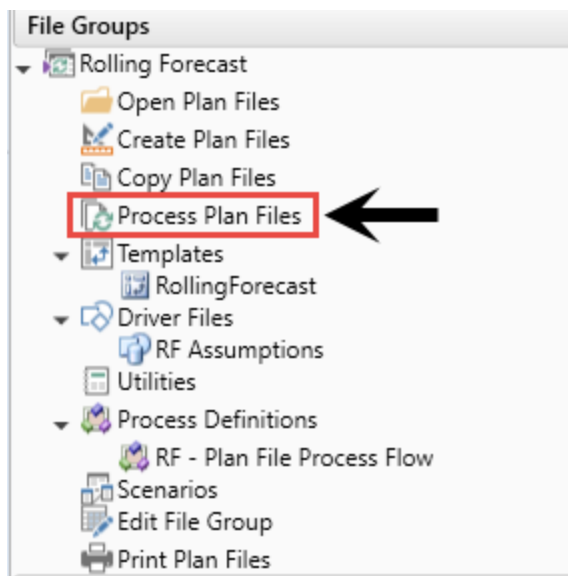 File Groups
Rolling Forecast
Open Plan Files
Create Plan Files
Copy Plan Files
Process Plan Files
Templates
RollingForecast
Driver Files
RF Assumptions
Utilities
Process Definitions
RF - Plan File Process Flow
Scenarios
Edit File Group
Print Plan Files